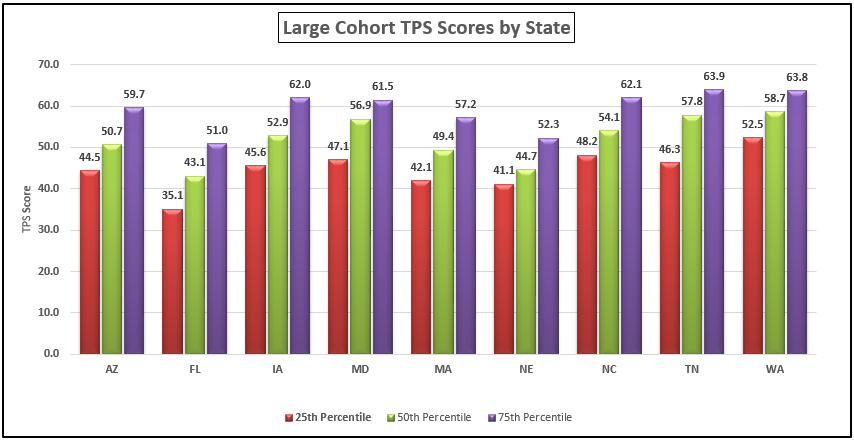 Large Cohort TPS Scores by State
TPS Score
70.0
60.0
50.0
40.0
30.0
20.0
10.0
0.0
44.5 50.7 59.7
35.1 43.1 51.0
45.6 52.9 62.0
47.1 56.9 61.5
42.1 49.4 57.2
41.1 44.7 52.3
48.2 54.1 62.1
46.3 57.8 63.9
52.5 58.7 63.8
AZ FL IA MD MA NE NC TN WA
25th Percentile 50th Percentile 75th Percentile